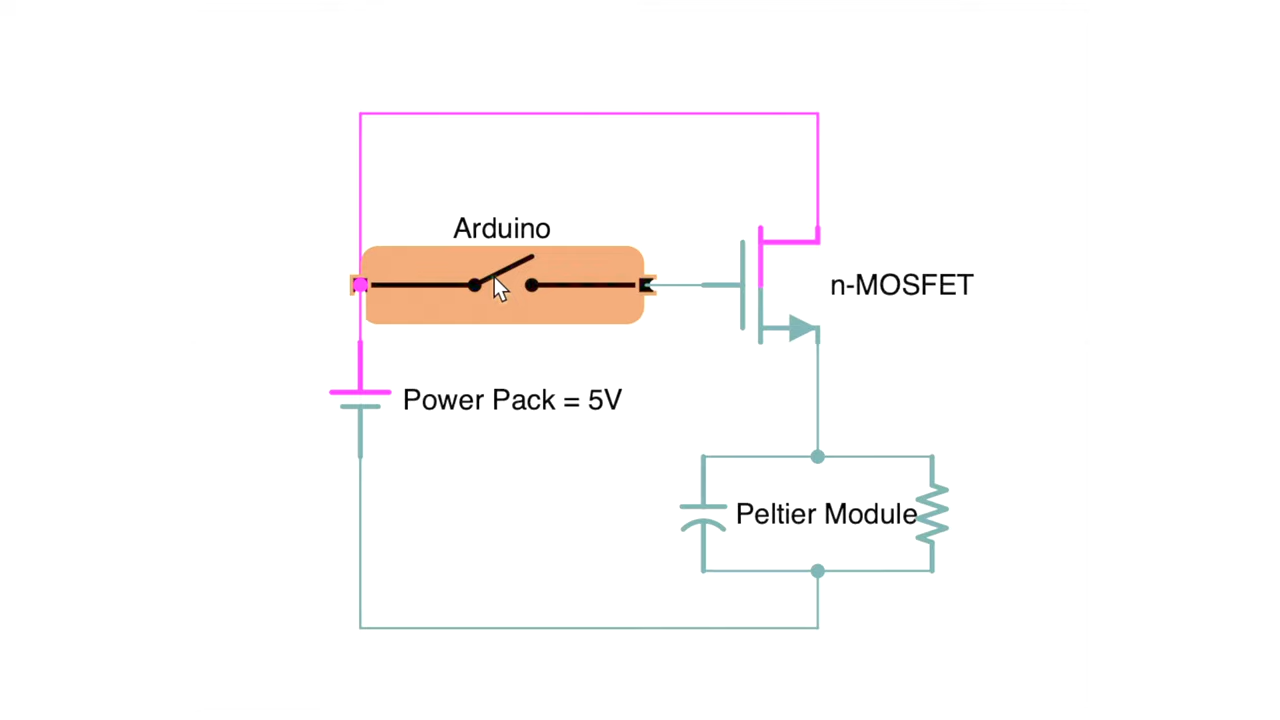 Arduino
n-MOSFET
Power Pack = 5V
Peltier Module